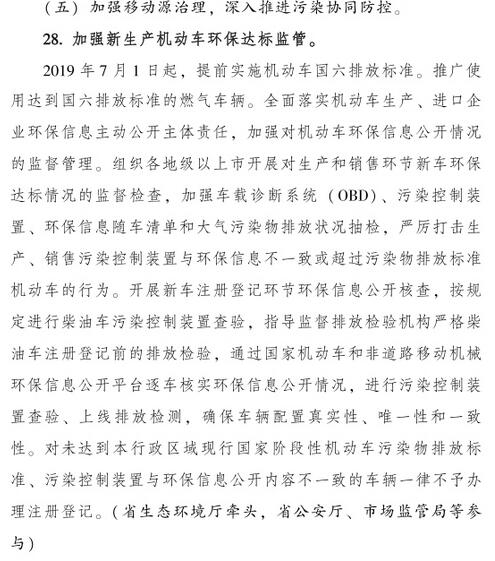 （五）加强移动源治理，深入推进污染协同防控。
28. 加强新生产机动车环保达标监管。
2019 年 7 月 1 日起，提前实施机动车国六排放标准。推广使
用达到国六排放标准的燃气车辆。全面落实机动车生产、进口企
业环保信息主动公开主体责任，加强对机动车环保信息公开情况
的监督管理。组织各地级以上市开展对生产和销售环节新车环保
达标情况的监督检查，加强车载诊断系统（OBD）、污染控制装
置、环保信息随车清单和大气污染物排放状况抽检，严厉打击生
产、销售污染控制装置与环保信息不一致或超过污染物排放标准
机动车的行为。开展新车注册登记环节环保信息公开核查，按规
定进行柴油车污染控制装置查验，指导监督排放检验机构严格柴
油车注册登记前的排放检验，通过国家机动车和非道路移动机械
环保信息公开平台逐车核实环保信息公开情况，进行污染控制装
置查验、上线排放检测，确保车辆配置真实性、唯一性和一致
性。对未达到本行政区域现行国家阶段性机动车污染物排放标
准、污染控制装置与环保信息公开内容不一致的车辆一律不予办
理注册登记。（省生态环境厅牵头，省公安厅、市场监管局等参
与）